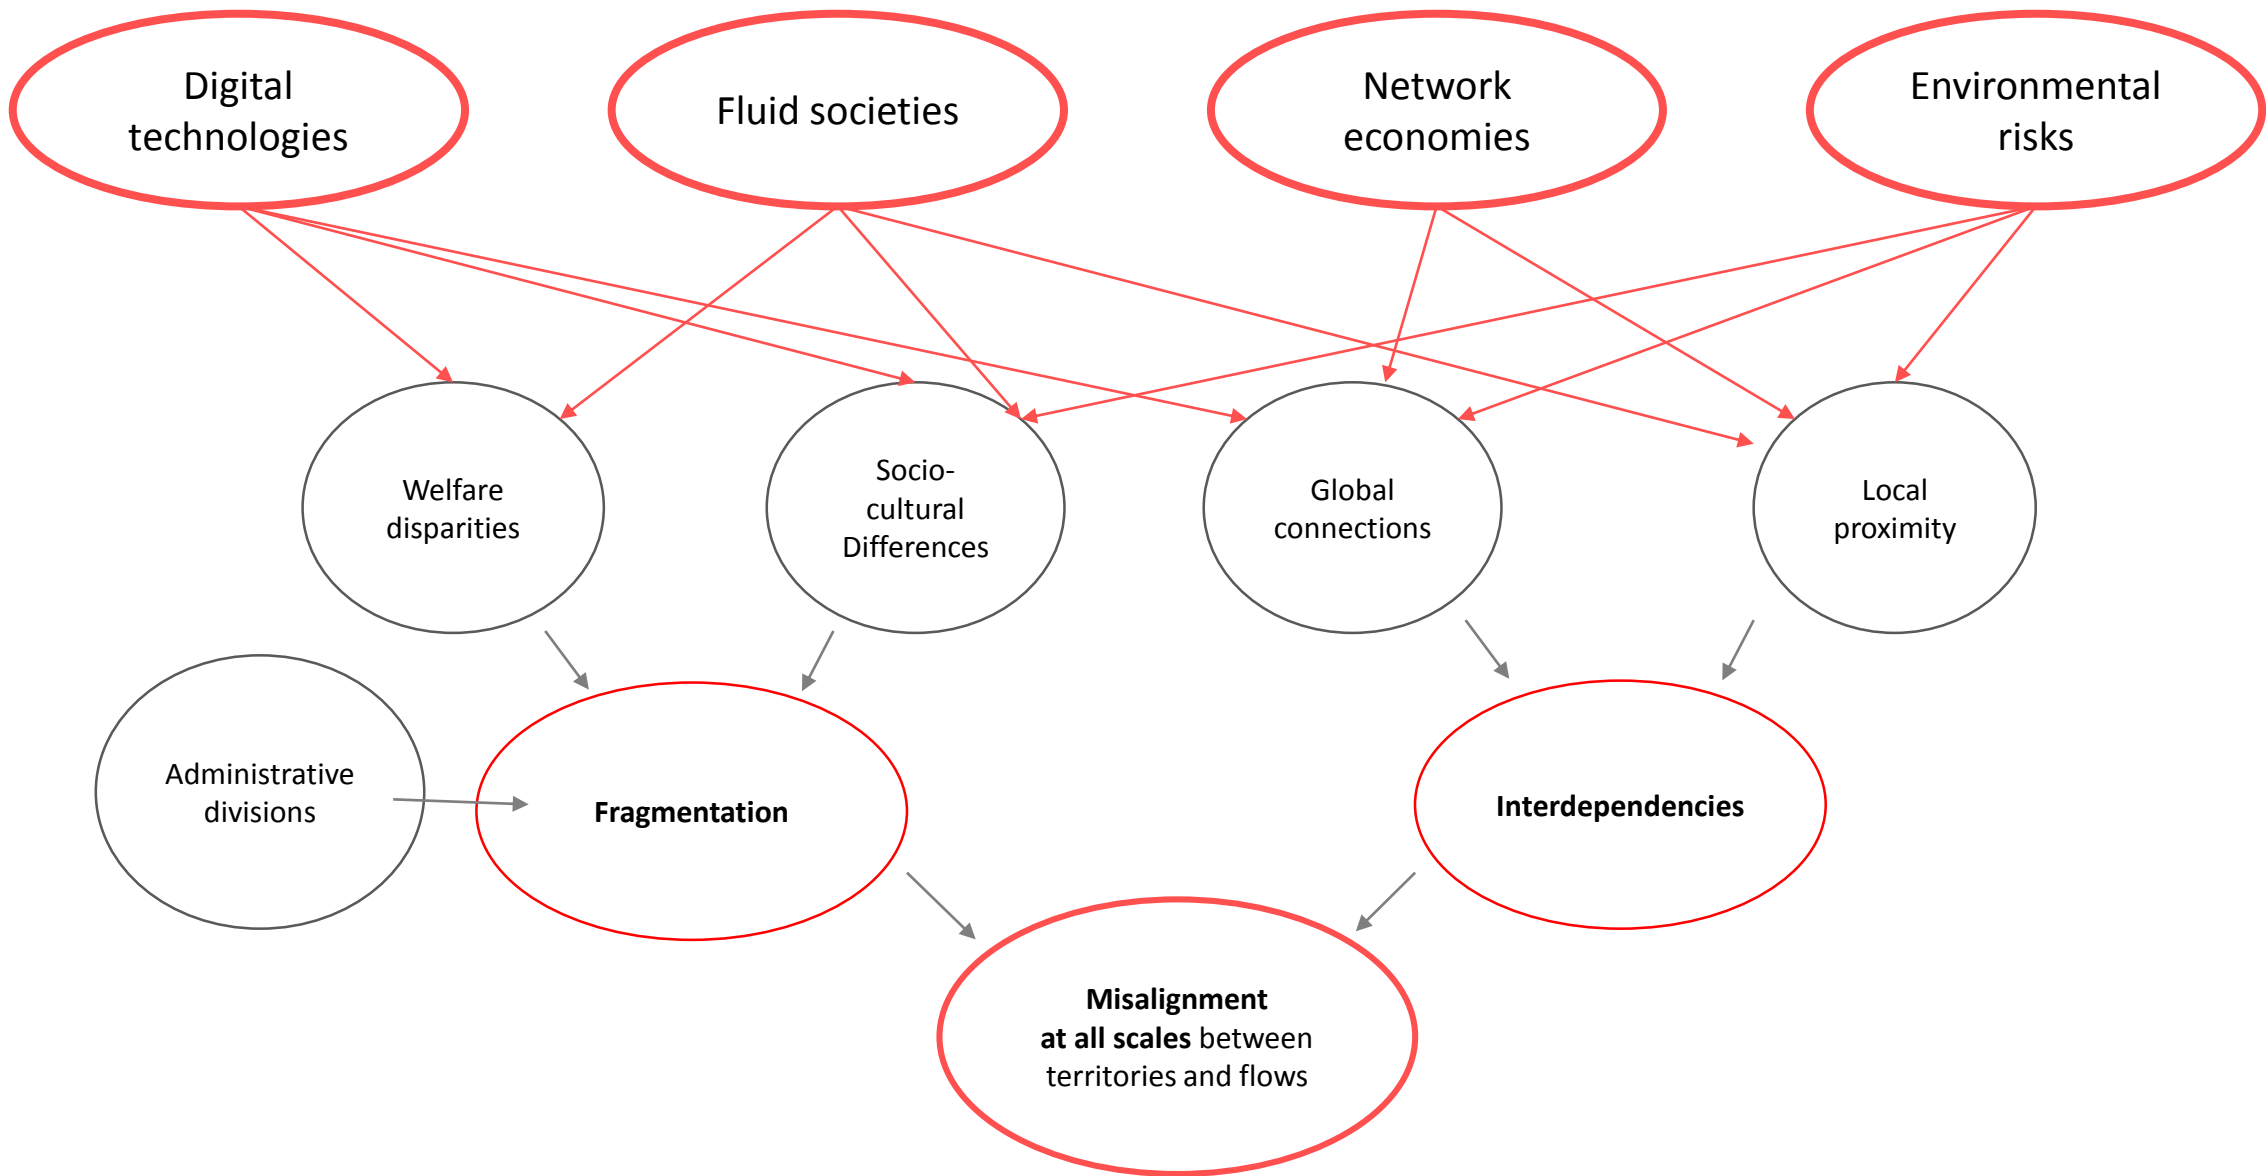 Digital
technologies
Fluid societies
Network
economies
Environmental
risks
Welfare
disparities
Socio-
cultural
Differences
Global
connections
Local
proximity
Administrative
divisions
Fragmentation
Interdependencies
Misalignment
at all scales between
territories and flows